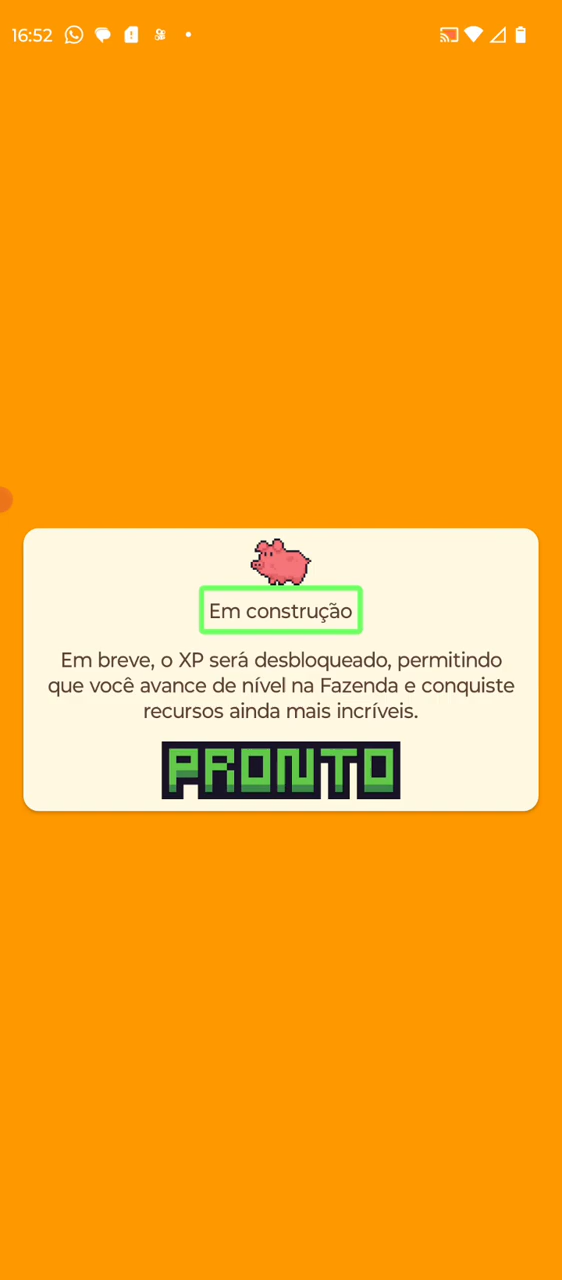 16:52
Em construção
Em breve, o XP será desbloqueado, permitindo
que você avance de nível na Fazenda e conquiste
recursos ainda mais incríveis.
PRONTO